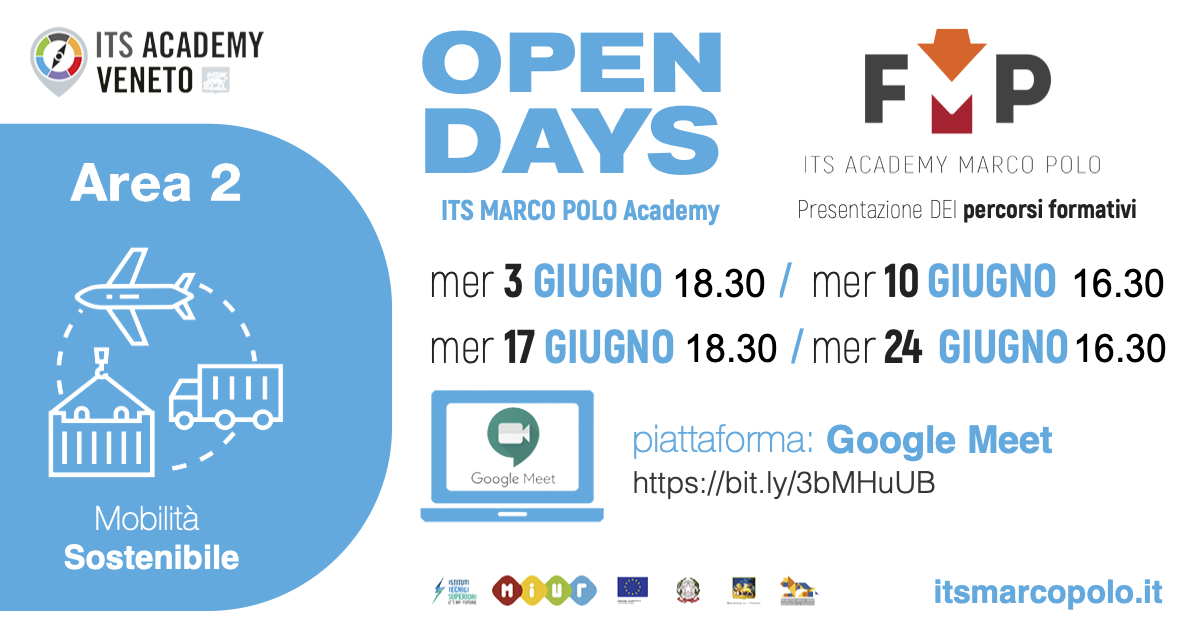 ITS ACADEMY
VENETO
Area 2
Mobilità
Sostenibile
OPEN
DAYS
ITS MARCO POLO Academy
FMP
ITS ACADEMY MARCO POLO
Presentazione DEI percorsi formativi
mer 3 GIUGNO 18.30 / mer 10 GIUGNO 16.30
mer 17 GIUGNO 18.30 / mer 24 GIUGNO 16.30
Google Meet
piattaforma: Google Meet
https://bit.ly/3bMHuUB
ISTITUTI
TECNICI
SUPERIORI
IT'S MY FUTURE
MIUR
itsmarcopolo.it